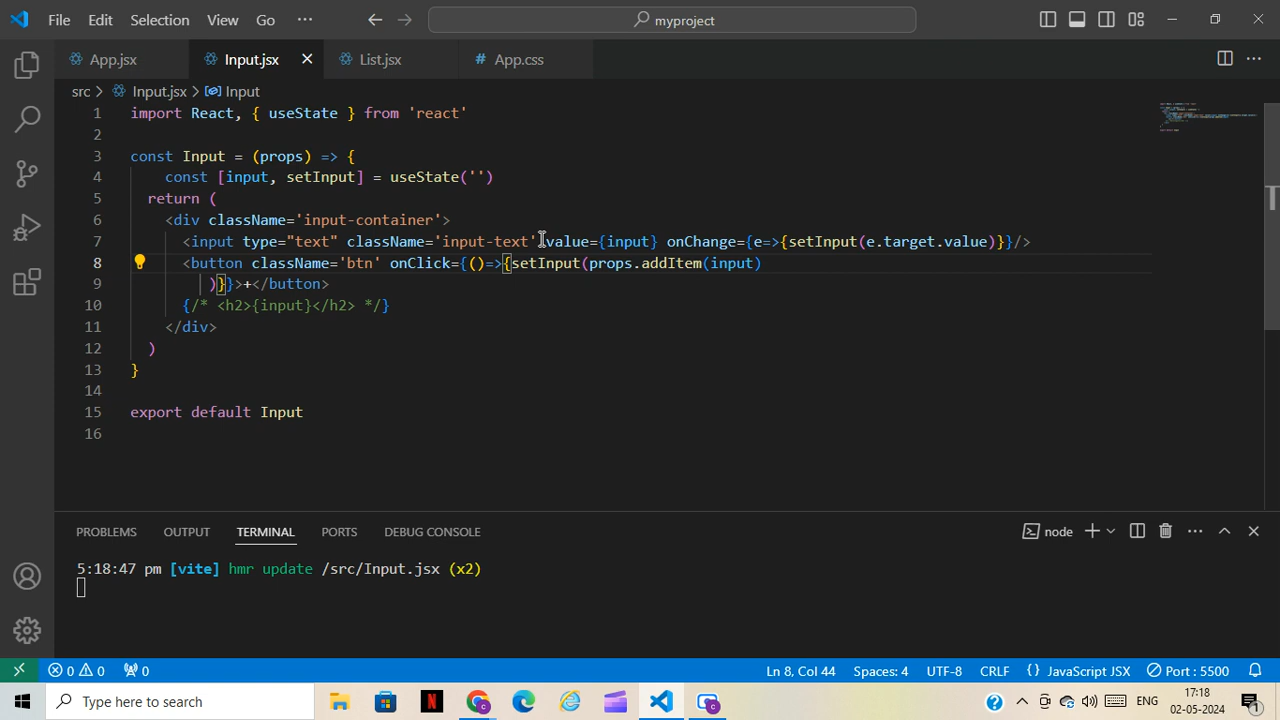 File Edit Selection View Go ··· myproject
App.jsx Input.jsx List.jsx # App.css
src > Input.jsx > Input
1 import React, { useState } from 'react'
2
3 const Input = (props) => {
4 const [input, setInput] = useState('')
5 return (
6 <div className='input-container'>
7 <input type="text" className='input-text' value={input} onChange={e=>{setInput(e.target.value)}}/>
8 <button className='btn' onClick={()=>{setInput(props.addItem(input)
9 )}}>+</button>
10 {/* <h2>{input}</h2> */}
11 </div>
12 )
13 }
14
15 export default Input
16
PROBLEMS OUTPUT TERMINAL PORTS DEBUG CONSOLE node
5:18:47 pm [vite] hmr update /src/Input.jsx (x2)
0 0 0 Ln 8, Col 44 Spaces: 4 UTF-8 CRLF {} JavaScript JSX Port : 5500
Type here to search ENG 17:18
02-05-2024 1